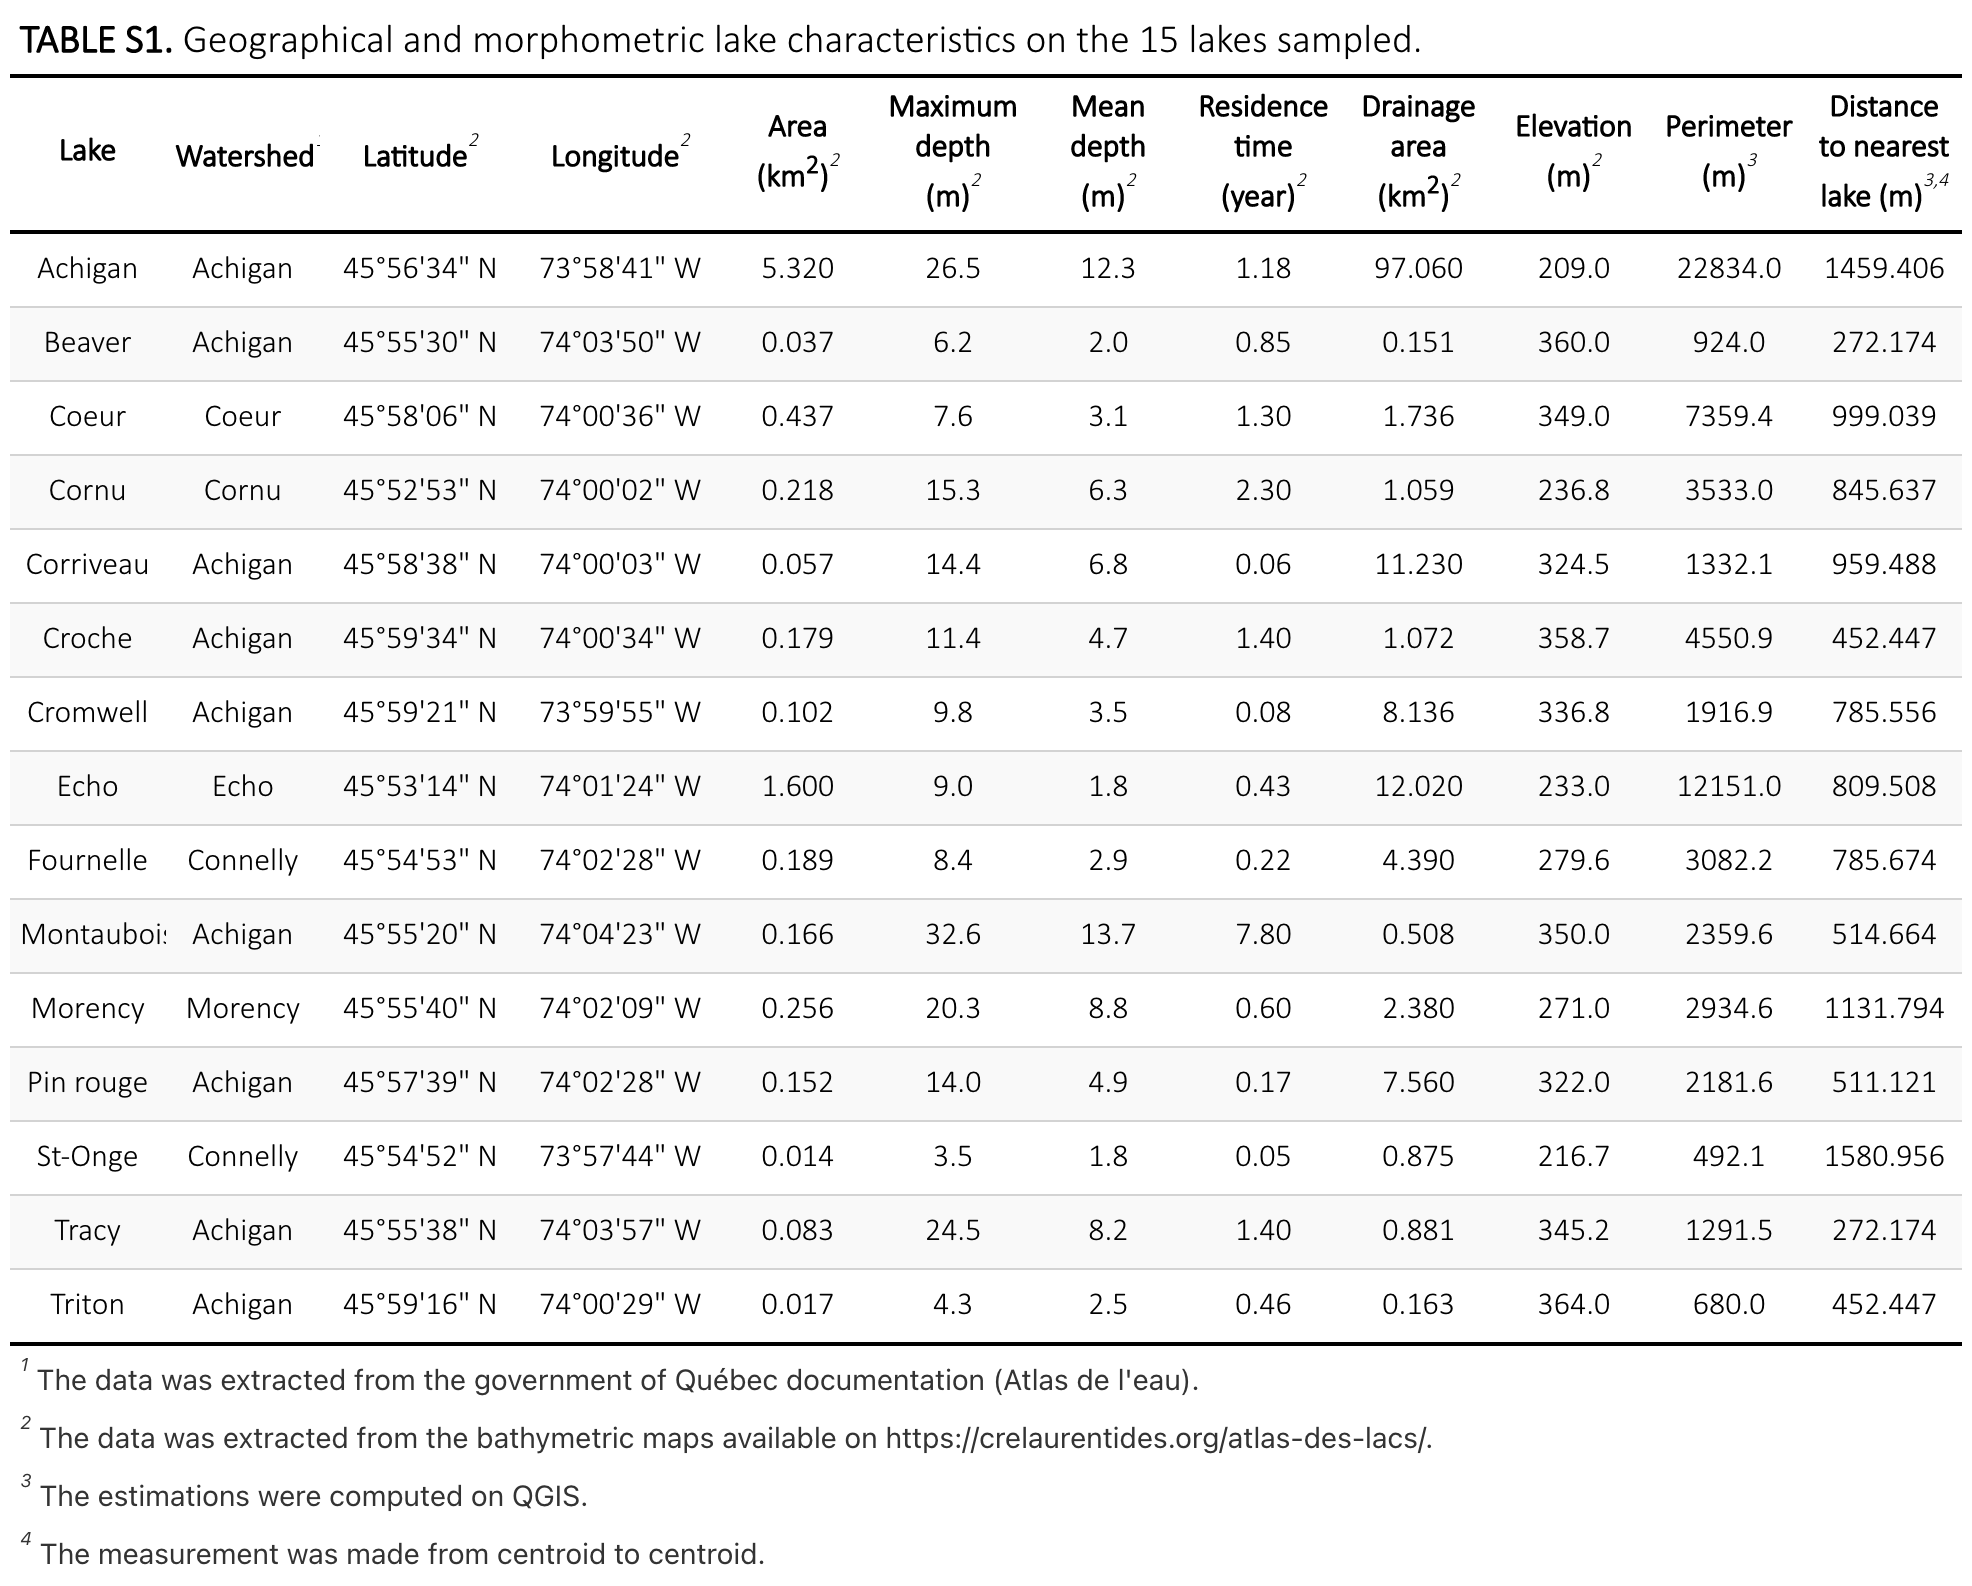 TABLE S1. Geographical and morphometric lake characteristics on the 15 lakes sampled.
Lake Watershed Latitude² Longitude² Area (km²)² Maximum depth (m)² Mean depth (m)² Residence time (year)² Drainage area (km²)² Elevation (m)² Perimeter (m)³ Distance to nearest lake (m)³,⁴
Achigan Achigan 45°56'34" N 73°58'41" W 5.320 26.5 12.3 1.18 97.060 209.0 22834.0 1459.406
Beaver Achigan 45°55'30" N 74°03'50" W 0.037 6.2 2.0 0.85 0.151 360.0 924.0 272.174
Coeur Coeur 45°58'06" N 74°00'36" W 0.437 7.6 3.1 1.30 1.736 349.0 7359.4 999.039
Cornu Cornu 45°52'53" N 74°00'02" W 0.218 15.3 6.3 2.30 1.059 236.8 3533.0 845.637
Corriveau Achigan 45°58'38" N 74°00'03" W 0.057 14.4 6.8 0.06 11.230 324.5 1332.1 959.488
Croche Achigan 45°59'34" N 74°00'34" W 0.179 11.4 4.7 1.40 1.072 358.7 4550.9 452.447
Cromwell Achigan 45°59'21" N 73°59'55" W 0.102 9.8 3.5 0.08 8.136 336.8 1916.9 785.556
Echo Echo 45°53'14" N 74°01'24" W 1.600 9.0 1.8 0.43 12.020 233.0 12151.0 809.508
Fournelle Connelly 45°54'53" N 74°02'28" W 0.189 8.4 2.9 0.22 4.390 279.6 3082.2 785.674
Montaubois Achigan 45°55'20" N 74°04'23" W 0.166 32.6 13.7 7.80 0.508 350.0 2359.6 514.664
Morency Morency 45°55'40" N 74°02'09" W 0.256 20.3 8.8 0.60 2.380 271.0 2934.6 1131.794
Pin rouge Achigan 45°57'39" N 74°02'28" W 0.152 14.0 4.9 0.17 7.560 322.0 2181.6 511.121
St-Onge Connelly 45°54'52" N 73°57'44" W 0.014 3.5 1.8 0.05 0.875 216.7 492.1 1580.956
Tracy Achigan 45°55'38" N 74°03'57" W 0.083 24.5 8.2 1.40 0.881 345.2 1291.5 272.174
Triton Achigan 45°59'16" N 74°00'29" W 0.017 4.3 2.5 0.46 0.163 364.0 680.0 452.447
¹ The data was extracted from the government of Québec documentation (Atlas de l'eau).
² The data was extracted from the bathymetric maps available on https://crelaurentides.org/atlas-des-lacs/.
³ The estimations were computed on QGIS.
⁴ The measurement was made from centroid to centroid.